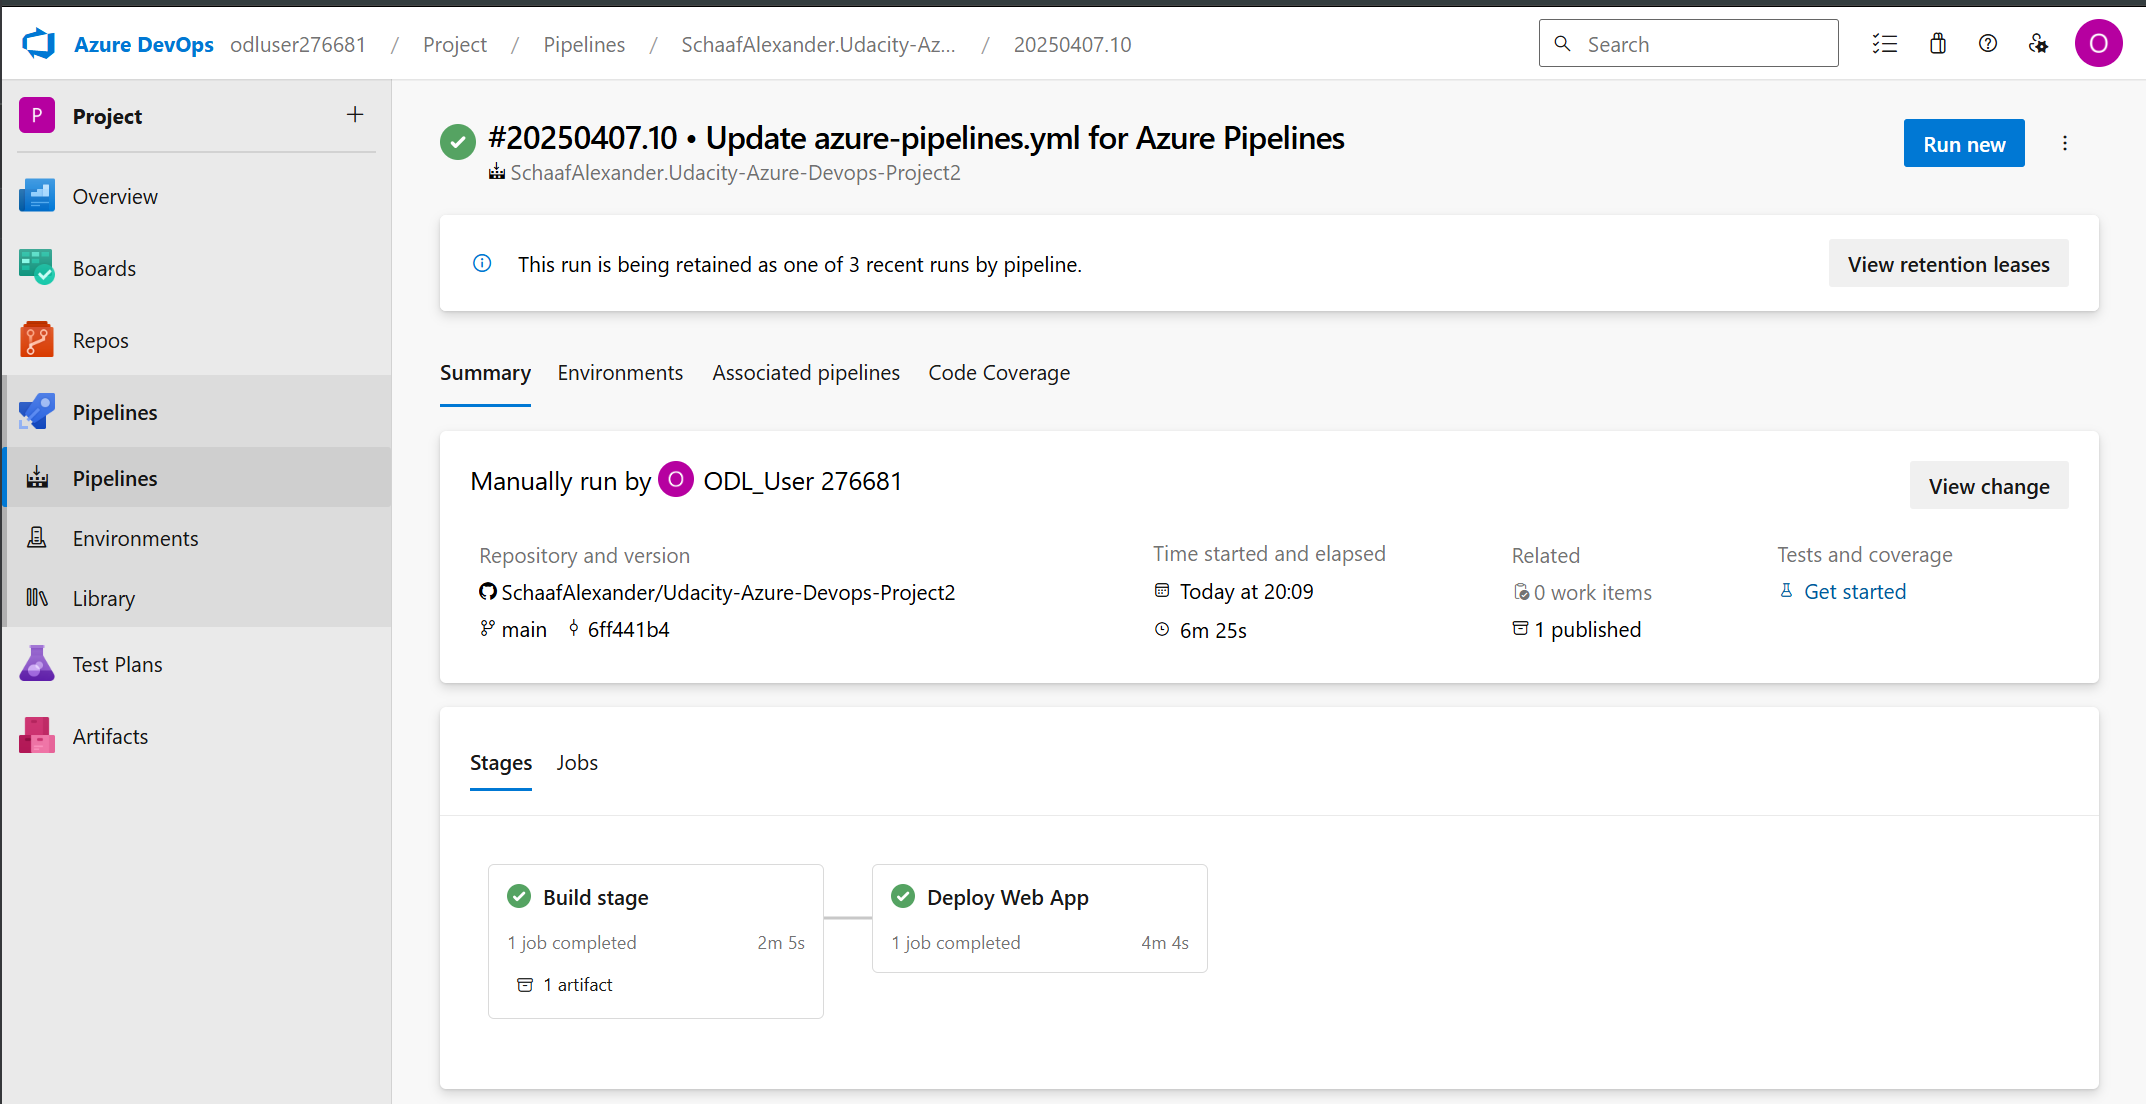 Azure DevOps odluser276681 / Project / Pipelines / SchaafAlexander.Udacity-Az... / 20250407.10
Search
O
P Project +
Overview
Boards
Repos
Pipelines
Pipelines
Environments
Library
Test Plans
Artifacts
#20250407.10 • Update azure-pipelines.yml for Azure Pipelines
SchaafAlexander.Udacity-Azure-Devops-Project2
Run new
This run is being retained as one of 3 recent runs by pipeline.
View retention leases
Summary Environments Associated pipelines Code Coverage
Manually run by O ODL_User 276681
View change
Repository and version
SchaafAlexander/Udacity-Azure-Devops-Project2
main 6ff441b4
Time started and elapsed
Today at 20:09
6m 25s
Related
0 work items
1 published
Tests and coverage
Get started
Stages Jobs
Build stage
1 job completed 2m 5s
1 artifact
Deploy Web App
1 job completed 4m 4s